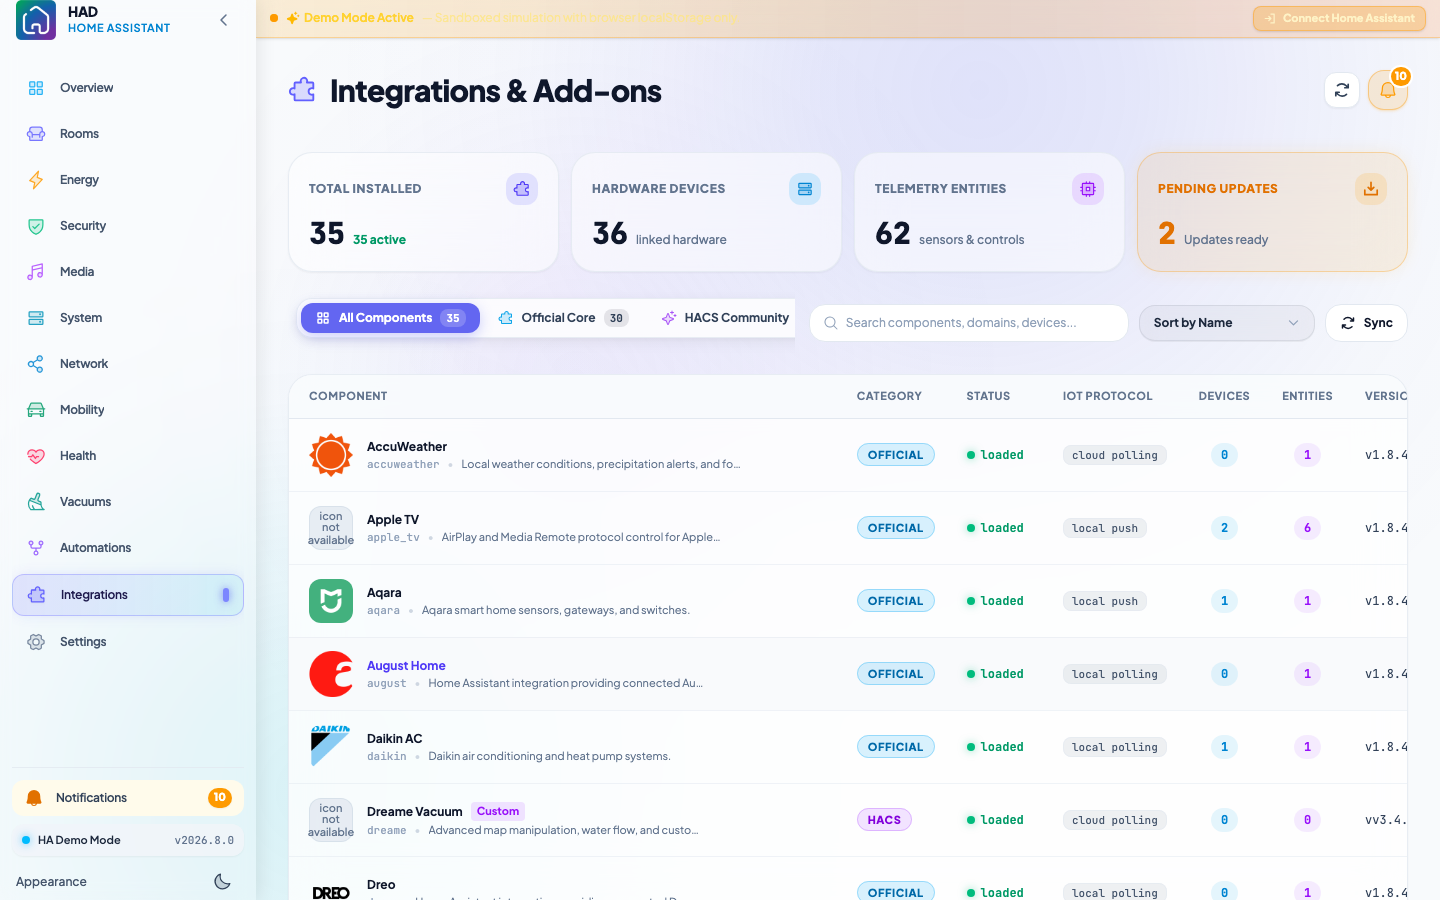 HAD
HOME ASSISTANT
Demo Mode Active
Connect Home Assistant
Overview
Rooms
Energy
Security
Media
System
Network
Mobility
Health
Vacuums
Automations
Integrations
Settings
Notifications
10
HA Demo Mode
v2026.8.0
Appearance
Integrations & Add-ons
10
TOTAL INSTALLED
35 35 active
HARDWARE DEVICES
36 linked hardware
TELEMETRY ENTITIES
62 sensors & controls
PENDING UPDATES
2 Updates ready
All Components 35
Official Core 30
HACS Community
Search components, domains, devices...
Sort by Name
Sync
COMPONENT CATEGORY STATUS IOT PROTOCOL DEVICES ENTITIES VERSIO
AccuWeather
accuweather • Local weather conditions, precipitation alerts, and fo...
OFFICIAL loaded cloud polling 0 1 v1.8.4
icon not available
Apple TV
apple_tv • AirPlay and Media Remote protocol control for Apple...
OFFICIAL loaded local push 2 6 v1.8.4
Aqara
aqara • Aqara smart home sensors, gateways, and switches.
OFFICIAL loaded local push 1 1 v1.8.4
August Home
august • Home Assistant integration providing connected Au...
OFFICIAL loaded local polling 0 1 v1.8.4
DAIKIN
Daikin AC
daikin • Daikin air conditioning and heat pump systems.
OFFICIAL loaded local polling 1 1 v1.8.4
icon not available
Dreame Vacuum Custom
dreame • Advanced map manipulation, water flow, and custo...
HACS loaded cloud polling 0 0 vv3.4.
DREO
Dreo
OFFICIAL loaded local polling 0 1 v1.8.4